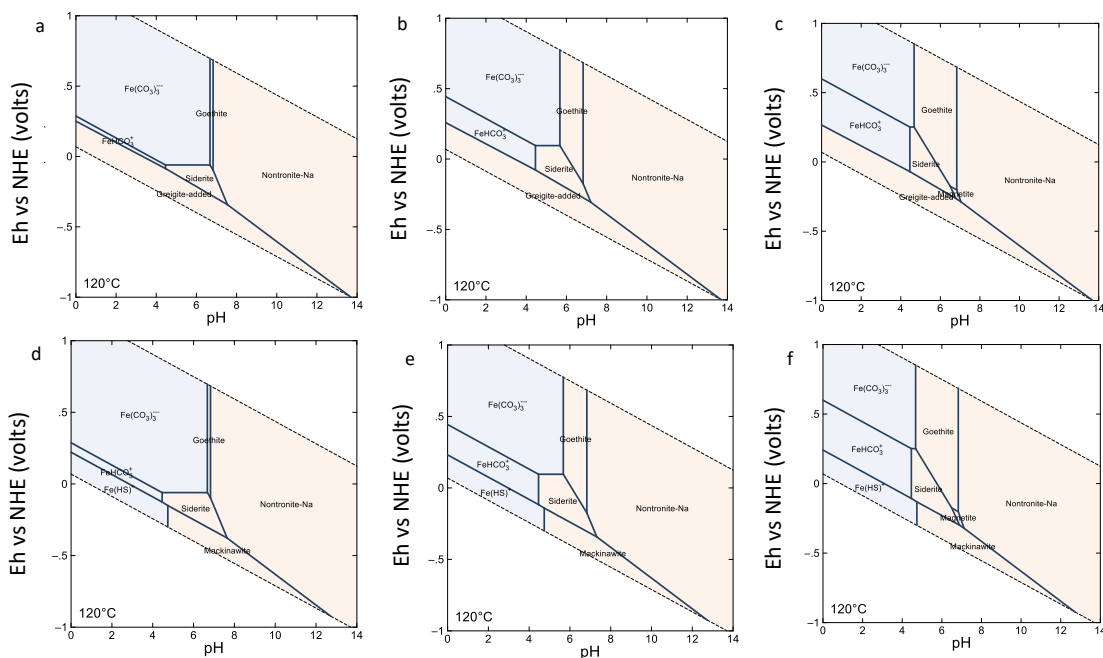 a
Eh vs NHE (volts)
.5
0
−.5
−1
Fe(CO₃)₃⁻⁻⁻
FeHCO₃⁺
Goethite
Siderite
Greigite-added
Nontronite-Na
120°C
0 2 4 6 8 10 12 14
pH
b
Eh vs NHE (volts)
.5
0
−.5
−1
Fe(CO₃)₃⁻⁻⁻
FeHCO₃⁺
Goethite
Siderite
Greigite-added
Nontronite-Na
120°C
0 2 4 6 8 10 12 14
pH
c
Eh vs NHE (volts)
.5
0
−.5
−1
Fe(CO₃)₃⁻⁻⁻
Goethite
FeHCO₃⁺
Siderite
Nontronite-Na
Greigite-added
Magnetite
120°C
0 2 4 6 8 10 12 14
pH
d
Eh vs NHE (volts)
.5
0
−.5
−1
Fe(CO₃)₃⁻⁻⁻
Goethite
FeHCO₃⁺
Fe(HS)⁺
Siderite
Nontronite-Na
Mackinawite
120°C
0 2 4 6 8 10 12 14
pH
e
Eh vs NHE (volts)
.5
0
−.5
−1
Fe(CO₃)₃⁻⁻⁻
Goethite
FeHCO₃⁺
Fe(HS)⁺
Siderite
Nontronite-Na
Mackinawite
120°C
0 2 4 6 8 10 12 14
pH
f
Eh vs NHE (volts)
.5
0
−.5
−1
Fe(CO₃)₃⁻⁻⁻
Goethite
FeHCO₃⁺
Fe(HS)⁺
Siderite
Nontronite-Na
Magnetite
Mackinawite
120°C
0 2 4 6 8 10 12 14
pH